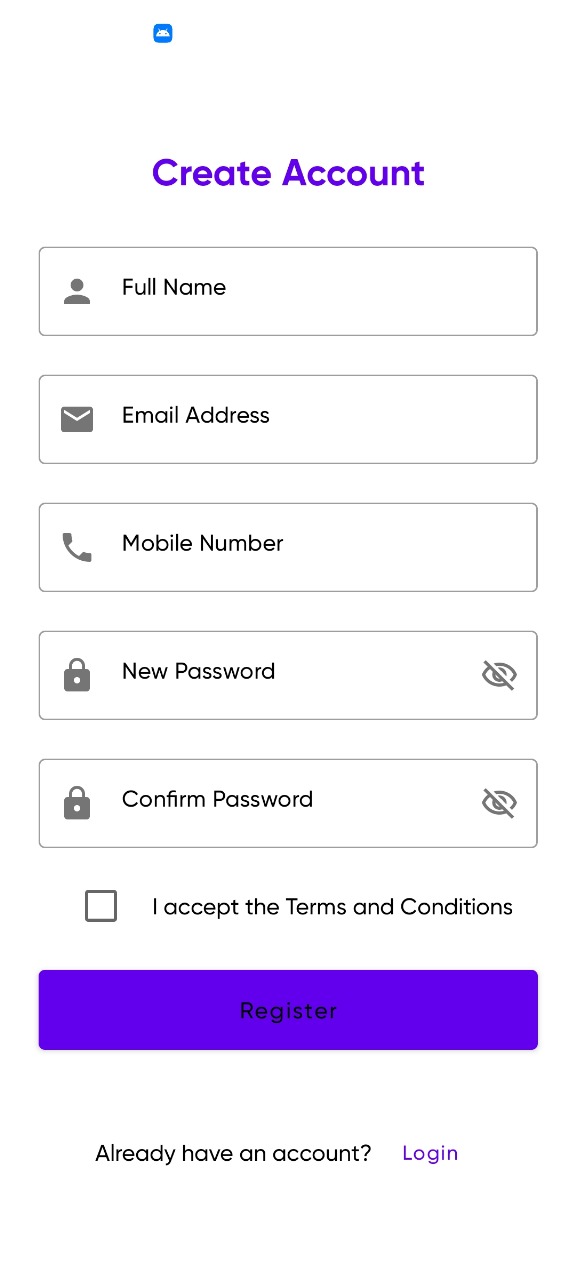 Create Account
Full Name
Email Address
Mobile Number
New Password
Confirm Password
I accept the Terms and Conditions
Register
Already have an account? Login